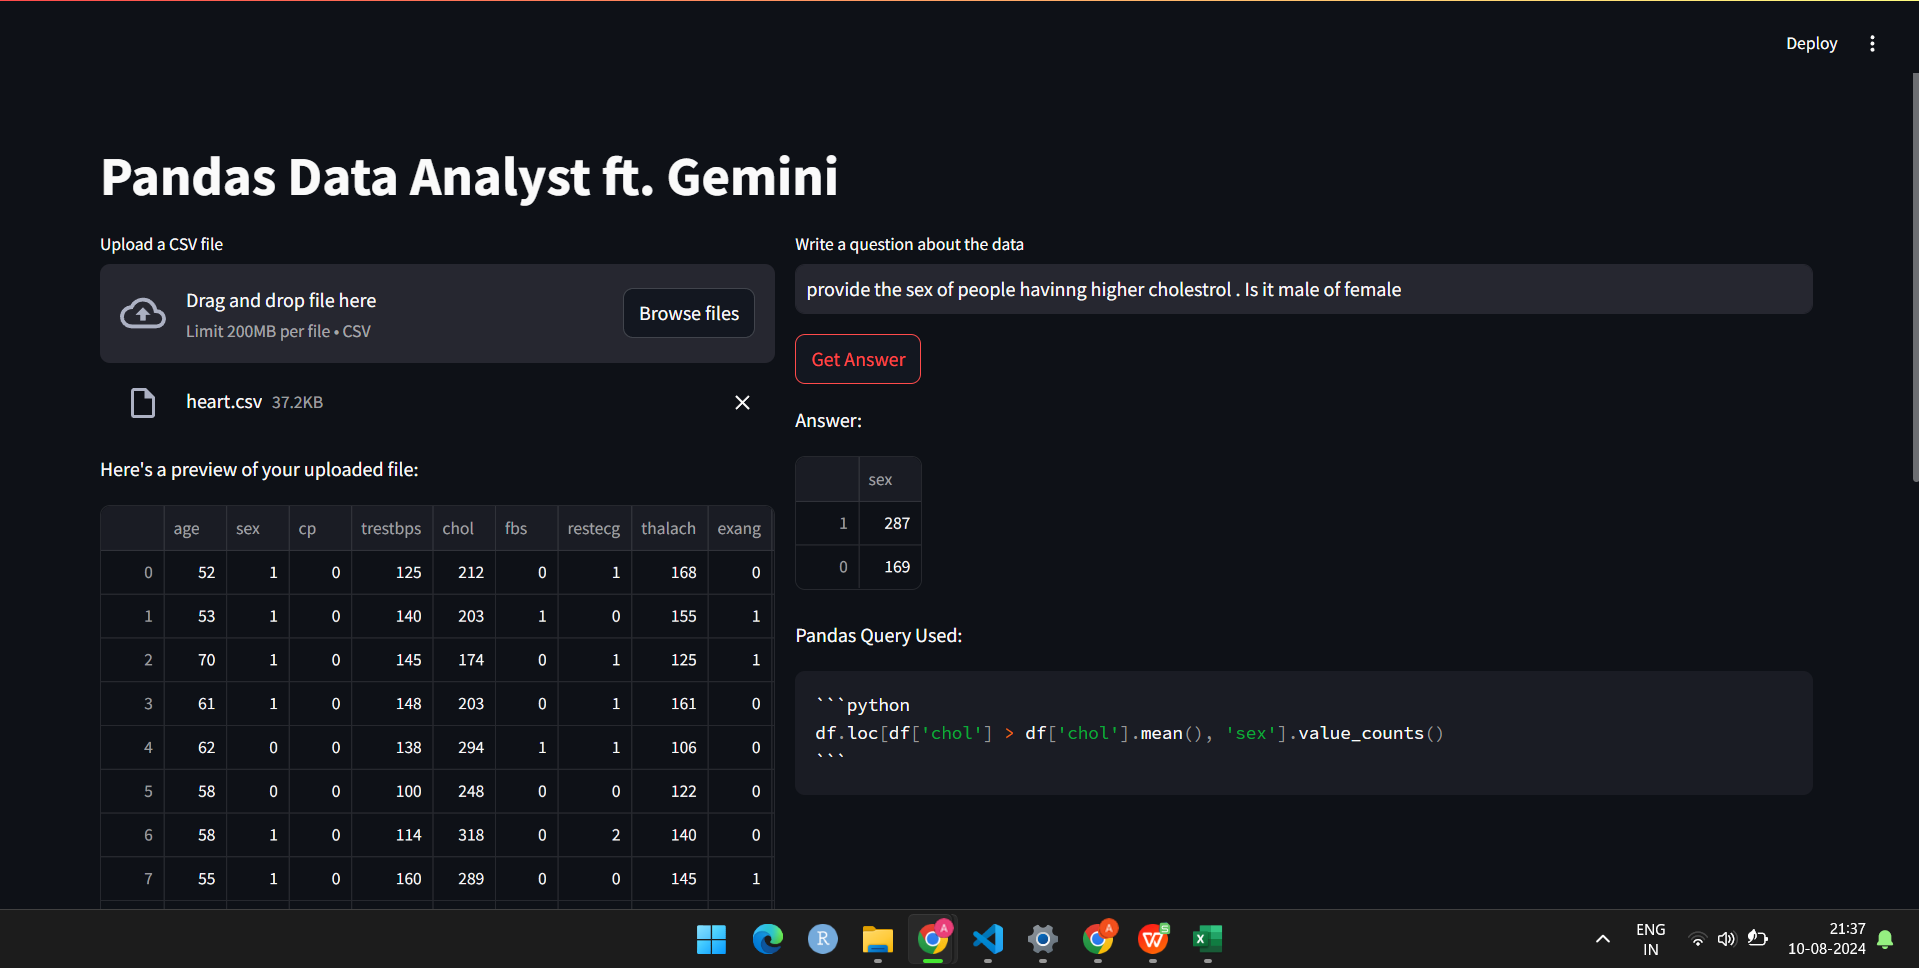 Deploy
Pandas Data Analyst ft. Gemini
Upload a CSV file
Drag and drop file here
Limit 200MB per file • CSV
Browse files
heart.csv 37.2KB
Here's a preview of your uploaded file:
age sex cp trestbps chol fbs restecg thalach exang
0 52 1 0 125 212 0 1 168 0
1 53 1 0 140 203 1 0 155 1
2 70 1 0 145 174 0 1 125 1
3 61 1 0 148 203 0 1 161 0
4 62 0 0 138 294 1 1 106 0
5 58 0 0 100 248 0 0 122 0
6 58 1 0 114 318 0 2 140 0
7 55 1 0 160 289 0 0 145 1
Write a question about the data
provide the sex of people havinng higher cholestrol . Is it male of female
Get Answer
Answer:
sex
1 287
0 169
Pandas Query Used:
```python
df.loc[df['chol'] > df['chol'].mean(), 'sex'].value_counts()
```
R
A
A
W
S
X
ENG
IN
21:37
10-08-2024